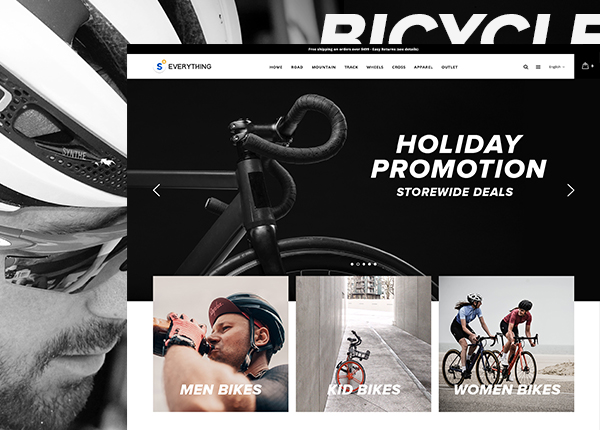 BICYCLE
Free shipping on orders over $499 - Easy Returns (see details)
S EVERYTHING
HOME ROAD MOUNTAIN TRACK WHEELS CROSS APPAREL OUTLET
English
SYNTHE
HOLIDAY
PROMOTION
STOREWIDE DEALS
MEN BIKES
KID BIKES
WOMEN BIKES